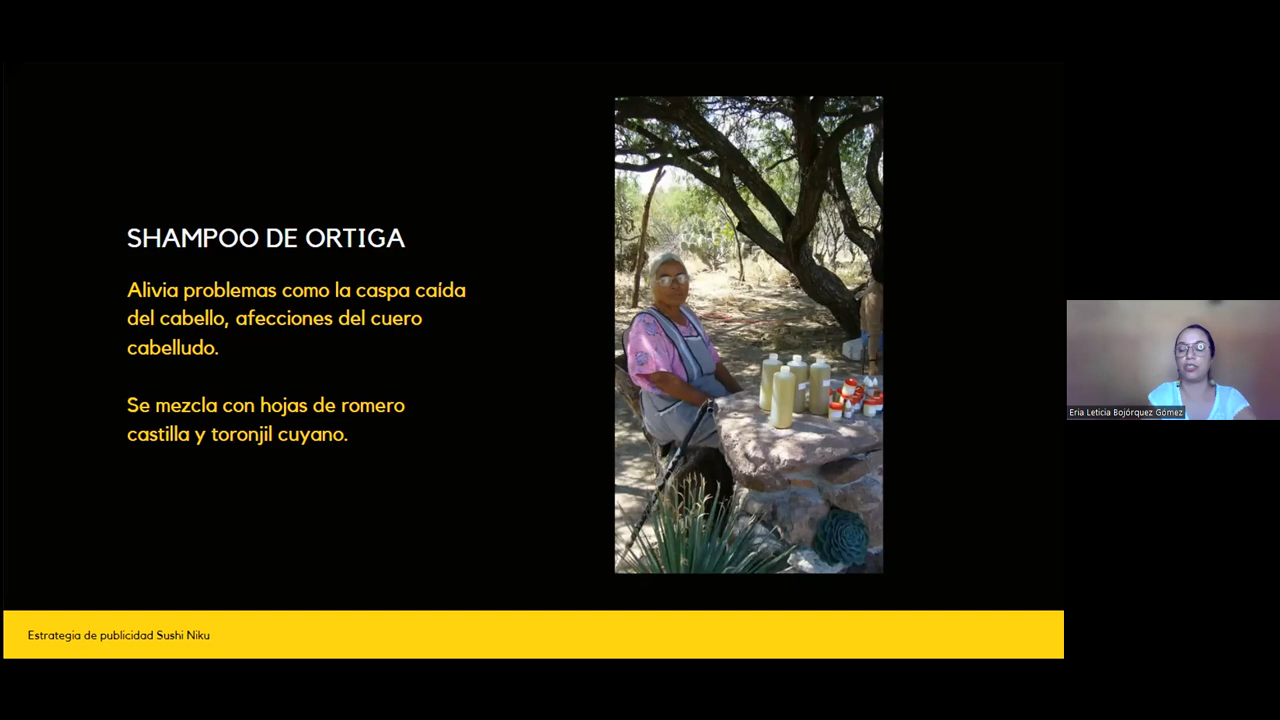 SHAMPOO DE ORTIGA
Alivia problemas como la caspa caída
del cabello, afecciones del cuero
cabelludo.
Se mezcla con hojas de romero
castilla y toronjil cuyano.
Eria Leticia Bojórquez Gómez
Estrategia de publicidad Sushi Niku